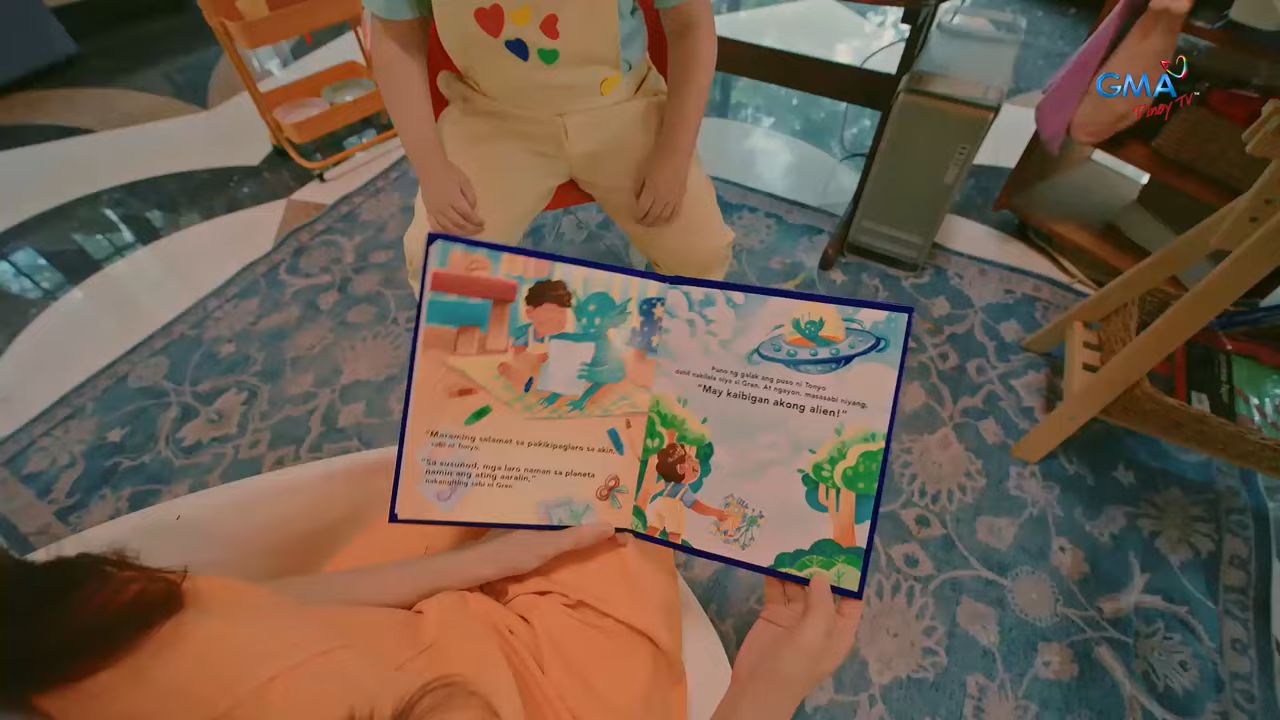 GMA
Pinoy TV
"Maraming salamat sa pakikipaglaro sa akin,"
sabi ni Tonyo.
"Sa susunod, mga laro naman sa planeta
namin ang ating aaralin,"
nakangiting sabi ni Gran.
Puno ng galak ang puso ni Tonyo
dahil nakilala niya si Gran. At ngayon, masasabi niyang,
"May kaibigan akong alien!"